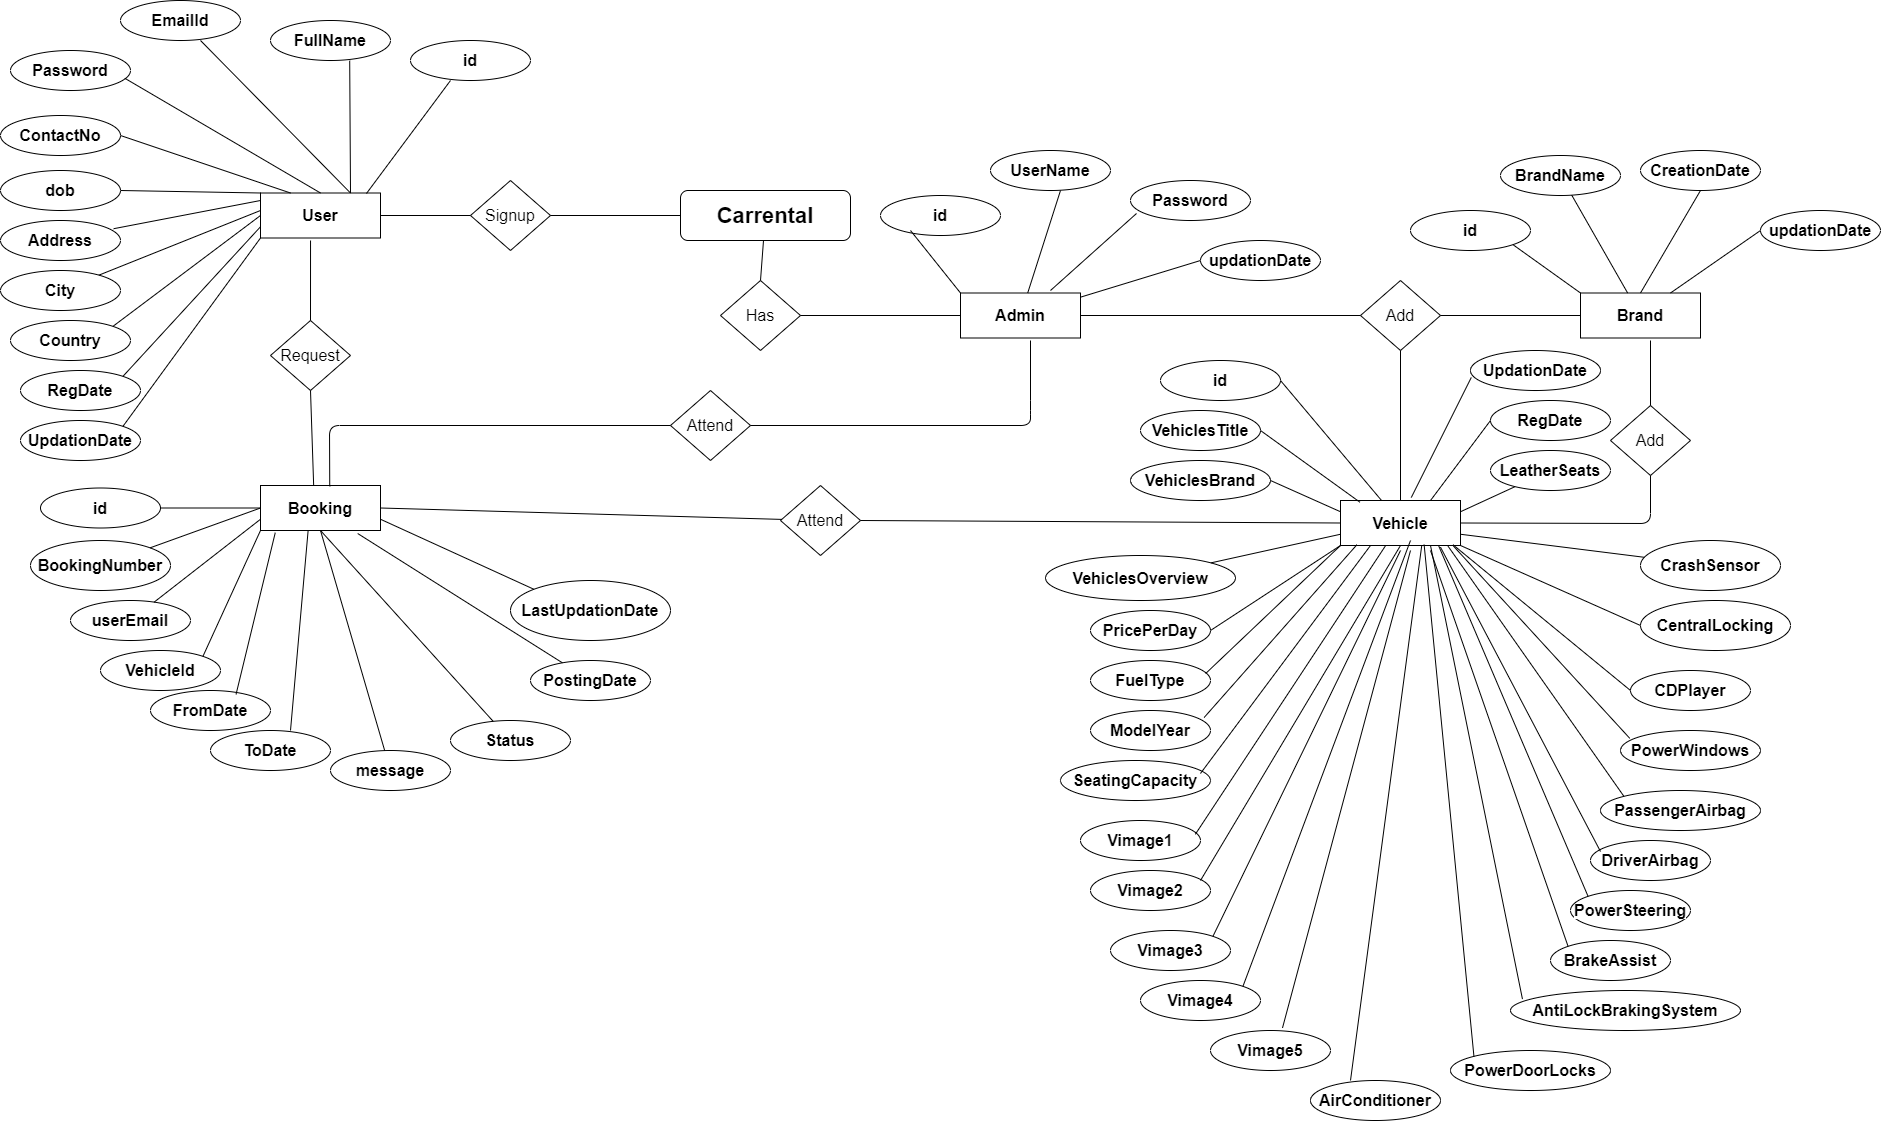 EmailId
FullName
id
Password
ContactNo
dob
Address
City
Country
RegDate
UpdationDate
User
Signup
Carrental
Has
Request
id
UserName
Password
updationDate
Admin
Add
id
BrandName
CreationDate
updationDate
Brand
Add
Attend
Attend
Booking
id
BookingNumber
userEmail
VehicleId
FromDate
ToDate
message
Status
PostingDate
LastUpdationDate
Vehicle
id
VehiclesTitle
VehiclesBrand
UpdationDate
RegDate
LeatherSeats
VehiclesOverview
PricePerDay
FuelType
ModelYear
SeatingCapacity
Vimage1
Vimage2
Vimage3
Vimage4
Vimage5
AirConditioner
PowerDoorLocks
AntiLockBrakingSystem
BrakeAssist
PowerSteering
DriverAirbag
PassengerAirbag
PowerWindows
CDPlayer
CentralLocking
CrashSensor